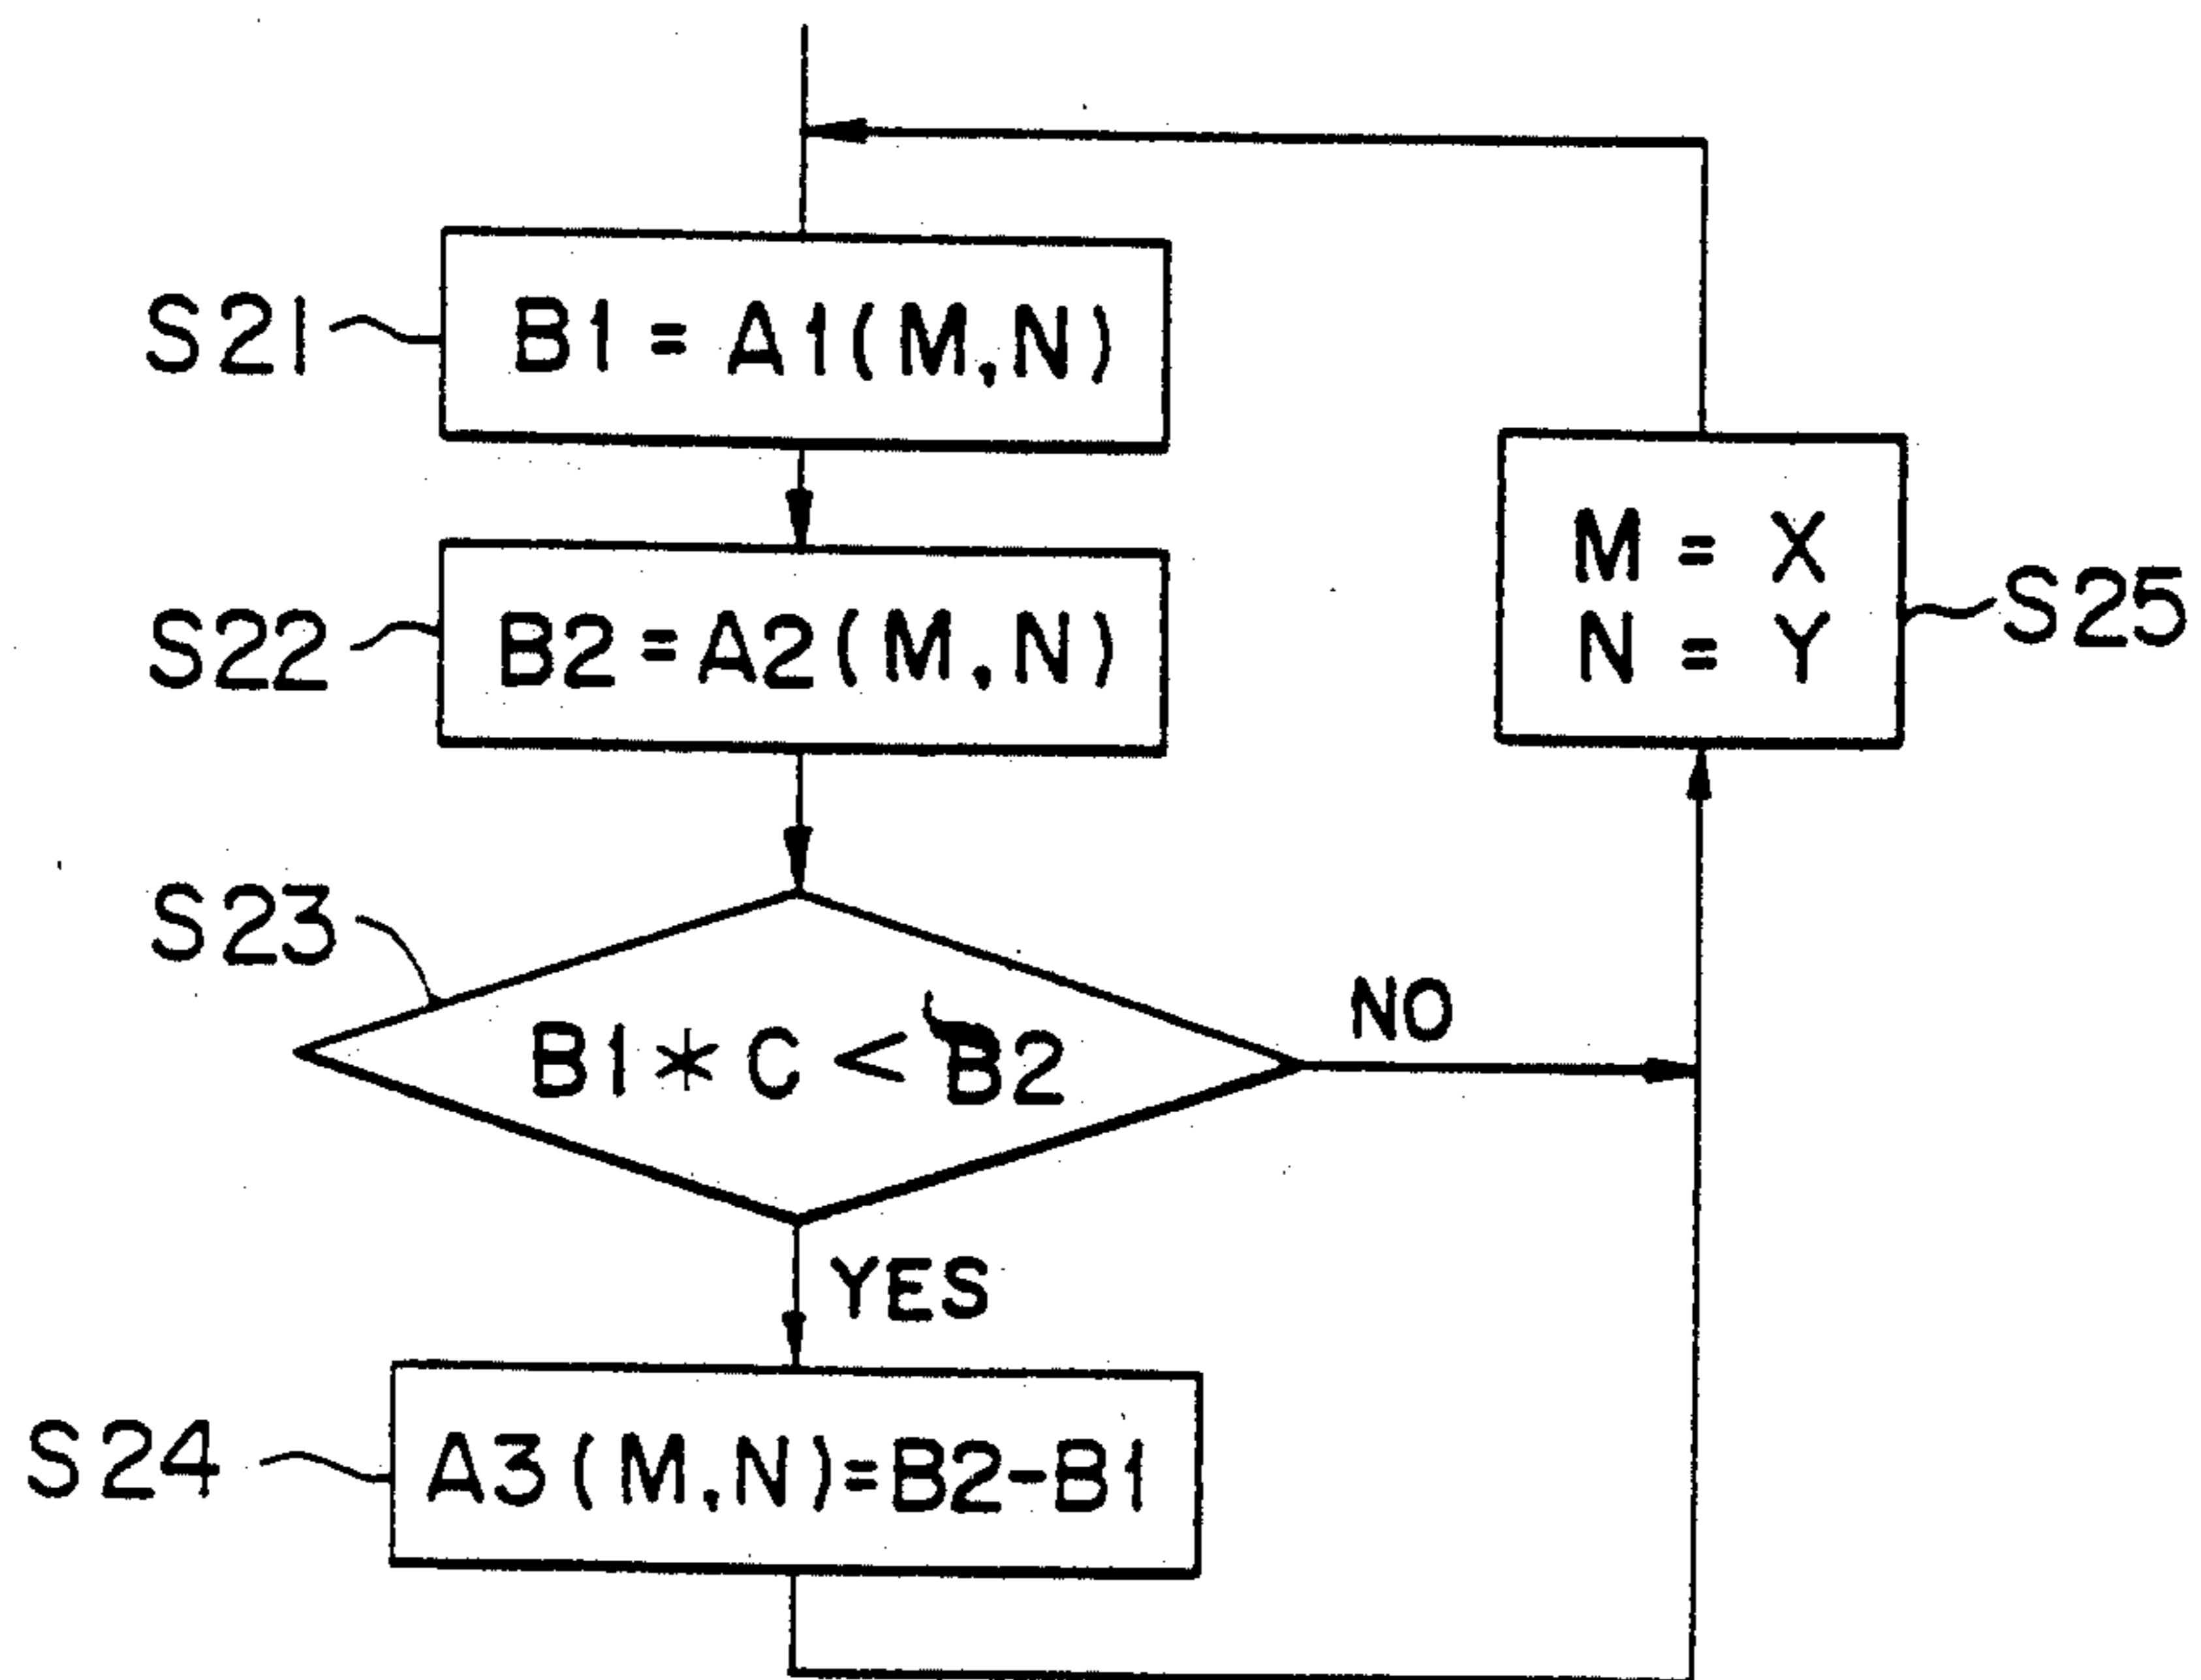 S21
B1 = A1(M,N)
S22
B2 = A2(M,N)
M = X
N = Y
S25
S23
B1 * C < B2
NO
YES
S24
A3(M,N)=B2-B1